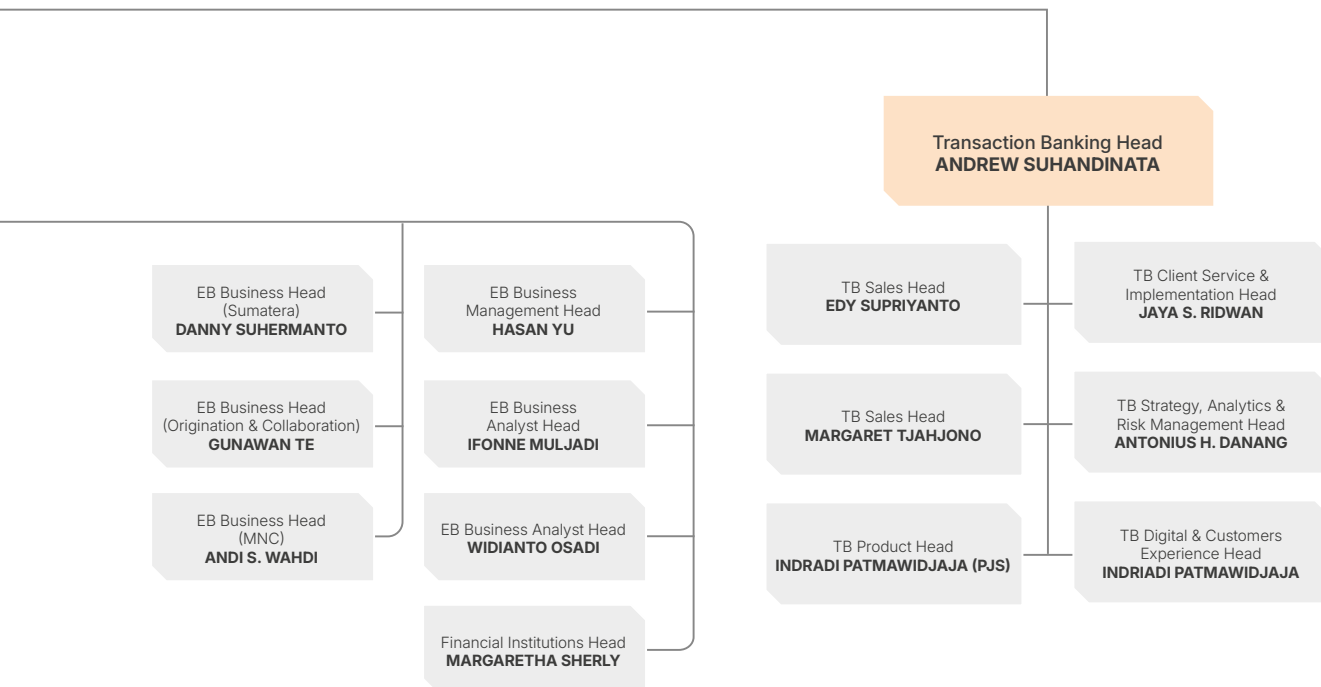 Transaction Banking Head
ANDREW SUHANDINATA
EB Business Head
(Sumatera)
DANNY SUHERMANTO
EB Business Head
(Origination & Collaboration)
GUNAWAN TE
EB Business Head
(MNC)
ANDI S. WAHDI
EB Business
Management Head
HASAN YU
EB Business
Analyst Head
IFONNE MULJADI
EB Business Analyst Head
WIDIANTO OSADI
Financial Institutions Head
MARGARETHA SHERLY
TB Sales Head
EDY SUPRIYANTO
TB Sales Head
MARGARET TJAHJONO
TB Product Head
INDRADI PATMAWIDJAJA (PJS)
TB Client Service &
Implementation Head
JAYA S. RIDWAN
TB Strategy, Analytics &
Risk Management Head
ANTONIUS H. DANANG
TB Digital & Customers
Experience Head
INDRIADI PATMAWIDJAJA